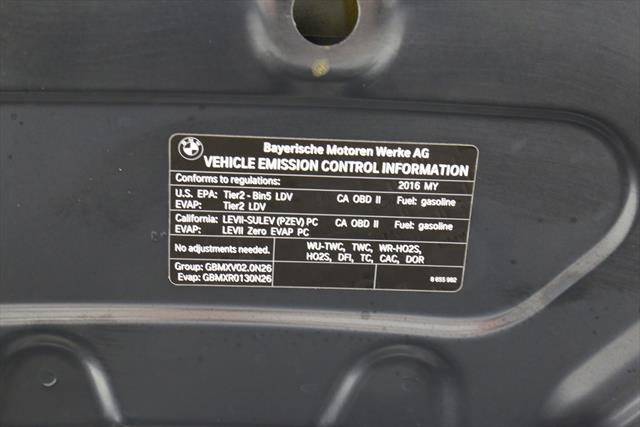 BMW
Bayerische Motoren Werke AG
VEHICLE EMISSION CONTROL INFORMATION
Conforms to regulations: 2016 MY
U.S. EPA: Tier2 - Bin5 LDV CA OBD II Fuel: gasoline
EVAP: Tier2 LDV
California: LEVII-SULEV (PZEV) PC CA OBD II Fuel: gasoline
EVAP: LEVII Zero EVAP PC
No adjustments needed. WU-TWC, TWC, WR-HO2S,
HO2S, DFI, TC, CAC, DOR
Group: GBMXV02.0N26
Evap: GBMXR0130N26